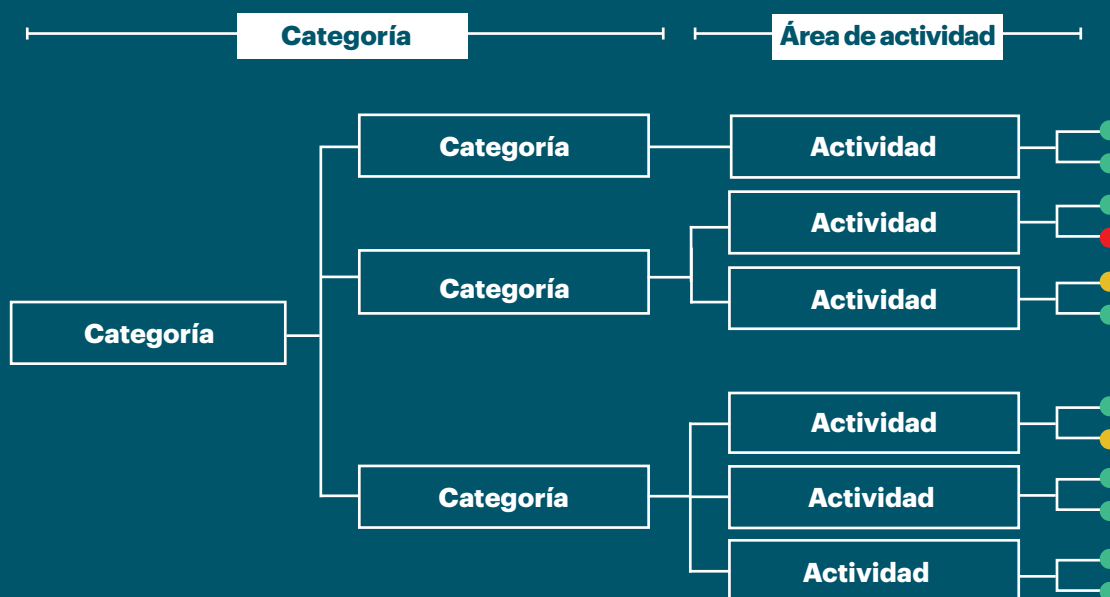 Categoría
Área de actividad
Categoría
Actividad
Actividad
Categoría
Actividad
Categoría
Actividad
Categoría
Actividad
Actividad